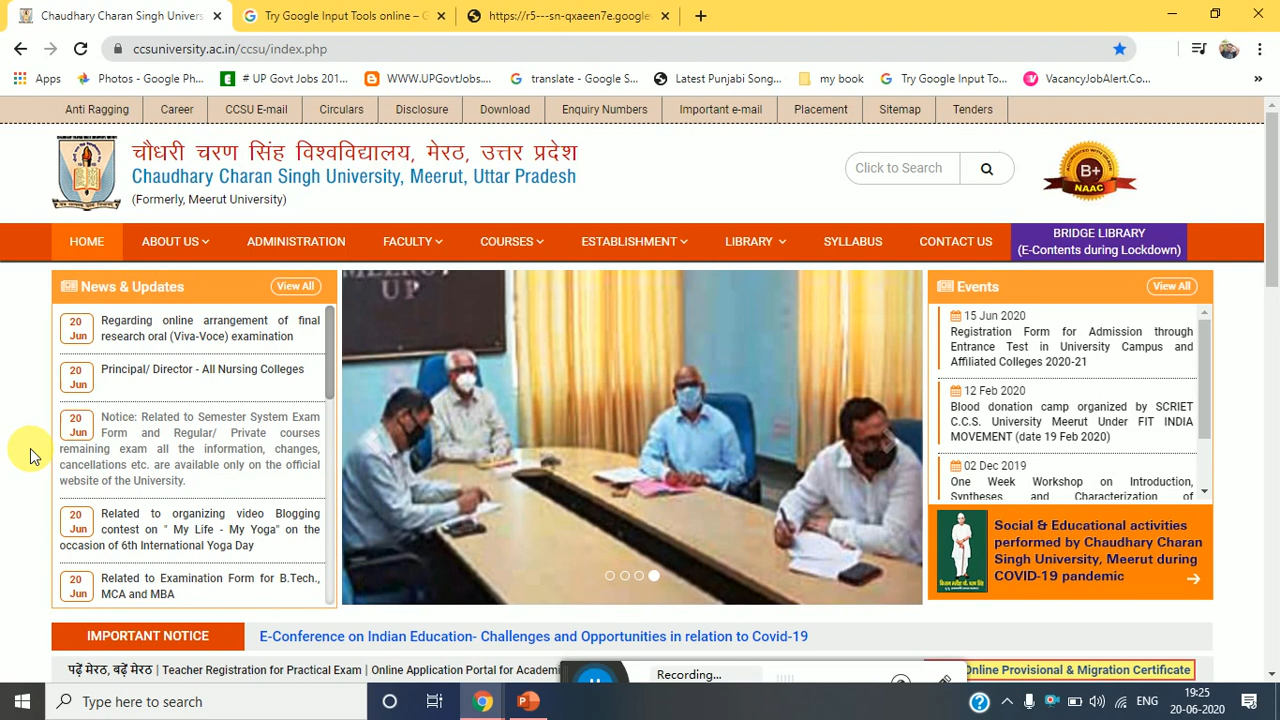 Chaudhary Charan Singh Univers
Try Google Input Tools online –
https://r5---sn-qxaeen7e.google
ccsuniversity.ac.in/ccsu/index.php
Apps
Photos - Google Ph...
# UP Govt Jobs 201...
WWW.UPGovtJobs....
translate - Google S...
Latest Punjabi Song...
my book
Try Google Input To...
VacancyJobAlert.Co...
»
Anti Ragging
Career
CCSU E-mail
Circulars
Disclosure
Download
Enquiry Numbers
Important e-mail
Placement
Sitemap
Tenders
चौधरी चरण सिंह विश्वविद्यालय, मेरठ, उत्तर प्रदेश
Chaudhary Charan Singh University, Meerut, Uttar Pradesh
(Formerly, Meerut University)
Click to Search
B+
NAAC
HOME
ABOUT US
ADMINISTRATION
FACULTY
COURSES
ESTABLISHMENT
LIBRARY
SYLLABUS
CONTACT US
BRIDGE LIBRARY
(E-Contents during Lockdown)
News & Updates
View All
20 Jun
Regarding online arrangement of final
research oral (Viva-Voce) examination
20 Jun
Principal/ Director - All Nursing Colleges
20 Jun
Notice: Related to Semester System Exam
Form and Regular/ Private courses
remaining exam all the information, changes,
cancellations etc. are available only on the official
website of the University.
20 Jun
Related to organizing video Blogging
contest on " My Life - My Yoga" on the
occasion of 6th International Yoga Day
20 Jun
Related to Examination Form for B.Tech.,
MCA and MBA
UP
Events
View All
15 Jun 2020
Registration Form for Admission through
Entrance Test in University Campus and
Affiliated Colleges 2020-21
12 Feb 2020
Blood donation camp organized by SCRIET
C.C.S. University Meerut Under FIT INDIA
MOVEMENT (date 19 Feb 2020)
02 Dec 2019
One Week Workshop on Introduction,
Syntheses and Characterization of
Social & Educational activities
performed by Chaudhary Charan
Singh University, Meerut during
COVID-19 pandemic
IMPORTANT NOTICE
E-Conference on Indian Education- Challenges and Opportunities in relation to Covid-19
पढ़ें मेरठ, बढ़ें मेरठ | Teacher Registration for Practical Exam | Online Application Portal for Academi
Online Provisional & Migration Certificate
Recording...
Type here to search
ENG
19:25
20-06-2020